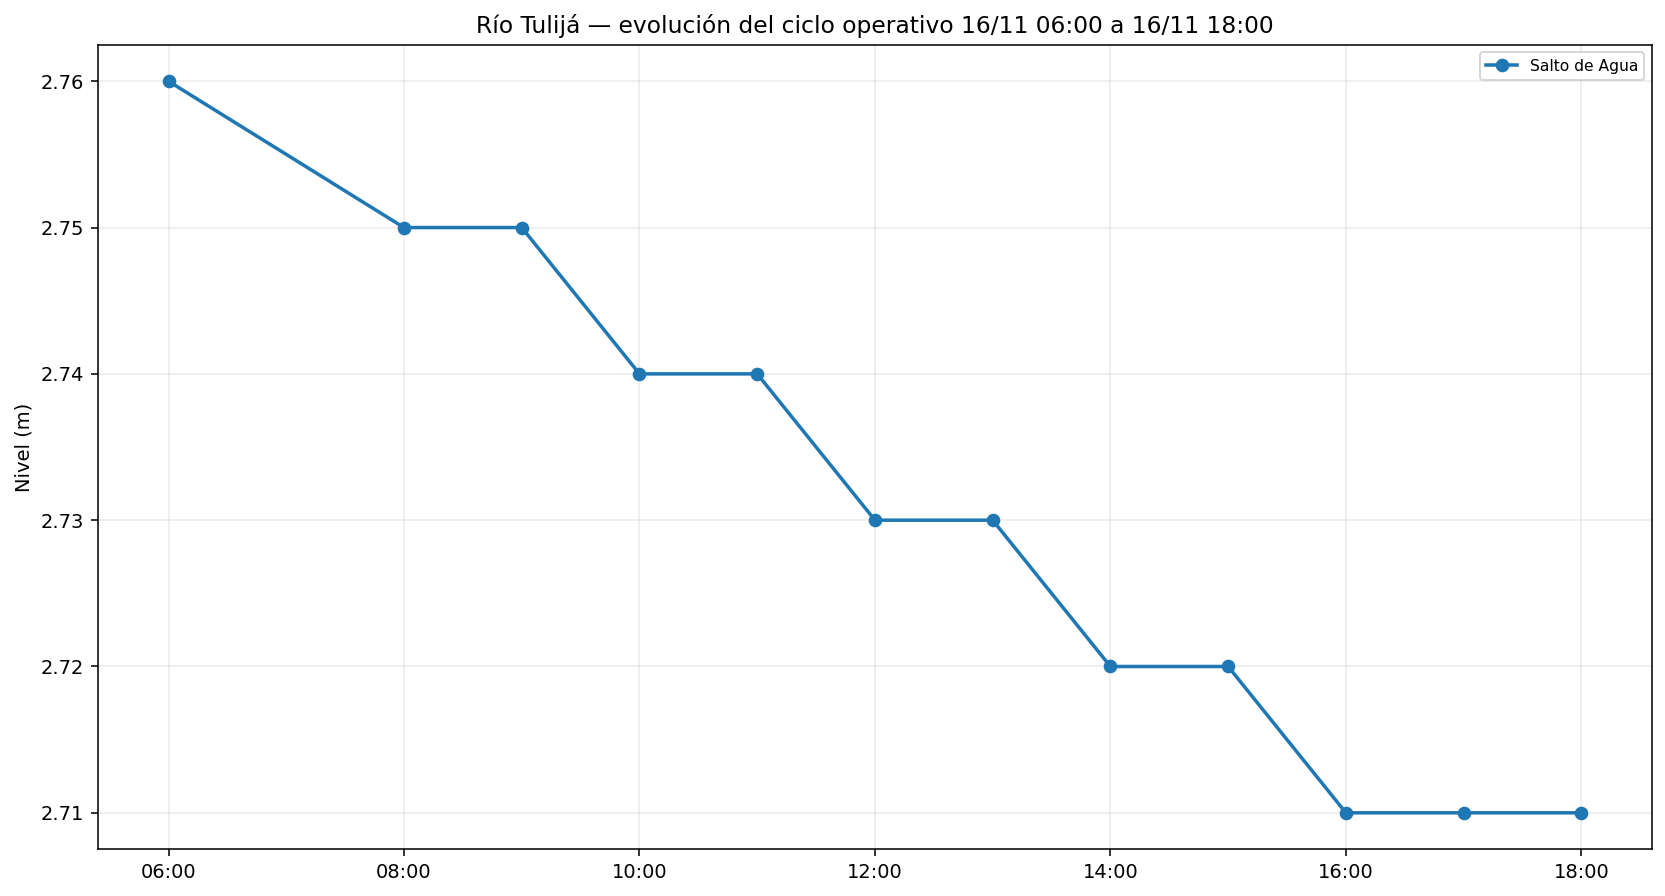 Río Tulijá — evolución del ciclo operativo 16/11 06:00 a 16/11 18:00
Salto de Agua
Nivel (m)
2.76
2.75
2.74
2.73
2.72
2.71
06:00 08:00 10:00 12:00 14:00 16:00 18:00